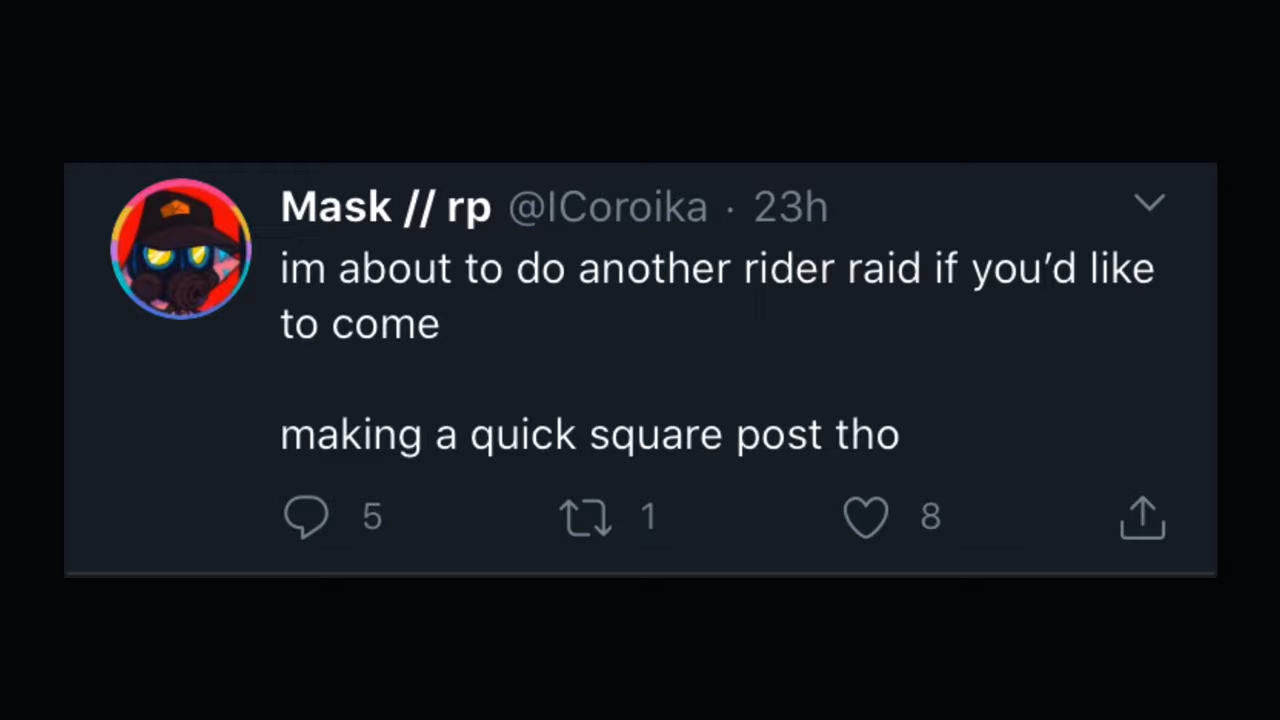 Mask // rp @ICoroika · 23h
im about to do another rider raid if you’d like
to come
making a quick square post tho
5 1 8